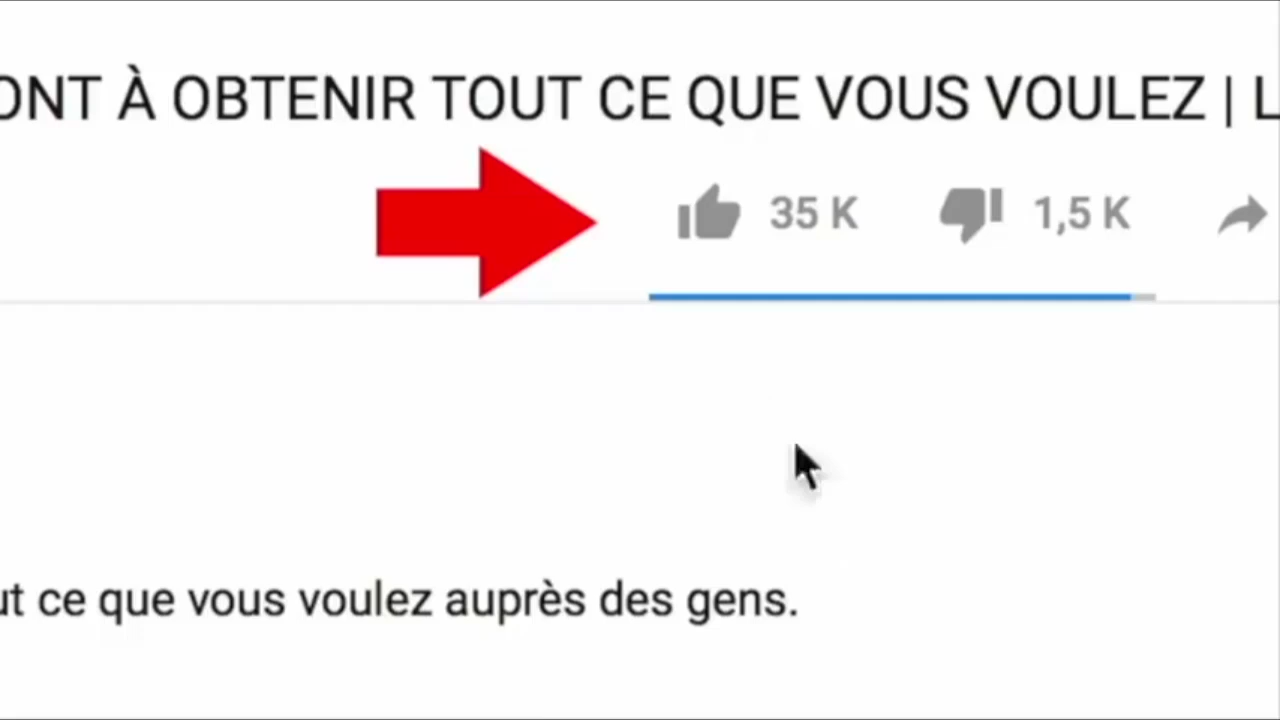 ONT À OBTENIR TOUT CE QUE VOUS VOULEZ | L
35 K 1,5 K
ut ce que vous voulez auprès des gens.